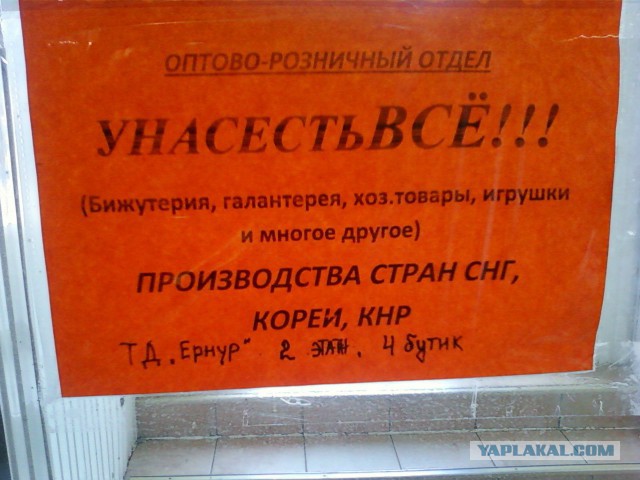 ОПТОВО-РОЗНИЧНЫЙ ОТДЕЛ
УНАСЕСТЬВСЁ!!!
(Бижутерия, галантерея, хоз.товары, игрушки
и многое другое)
ПРОИЗВОДСТВА СТРАН СНГ,
КОРЕИ, КНР
ТД "Ернур" 2 этаж. 4 бутик
YAPLAKAL.COM